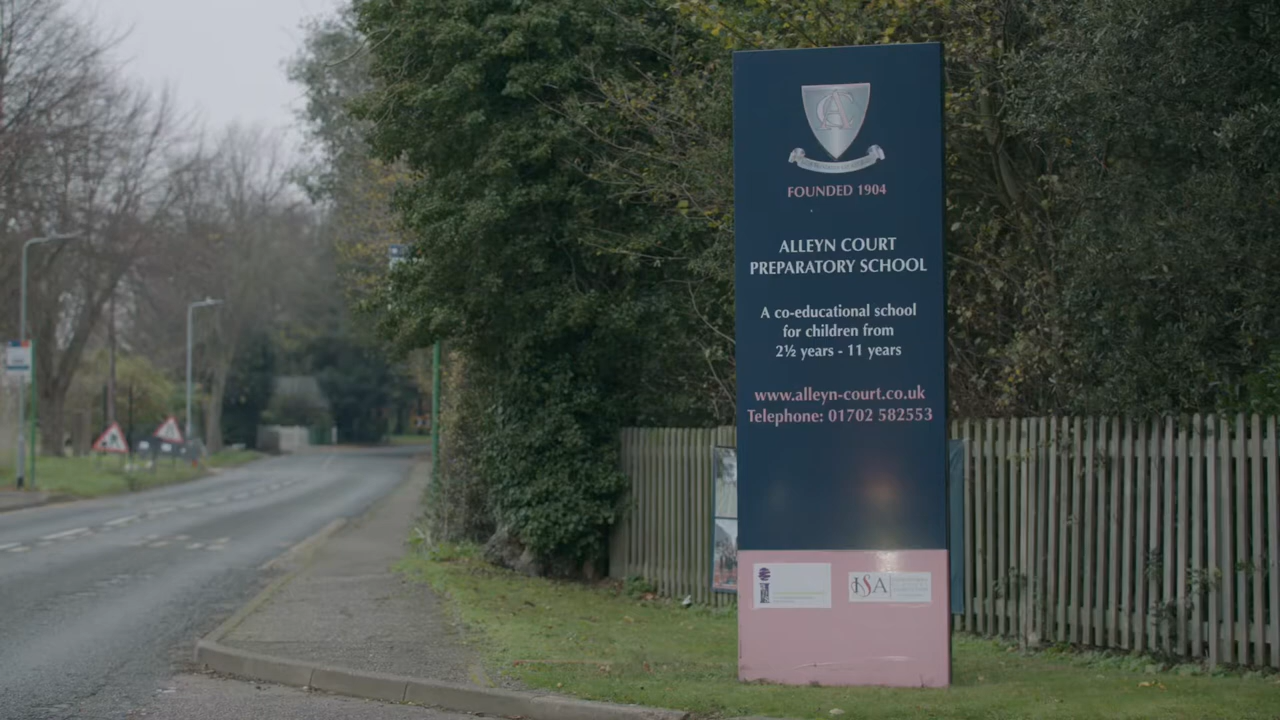 AC
FOUNDED 1904
ALLEYN COURT
PREPARATORY SCHOOL
A co-educational school
for children from
2½ years - 11 years
www.alleyn-court.co.uk
Telephone: 01702 582553
ISA